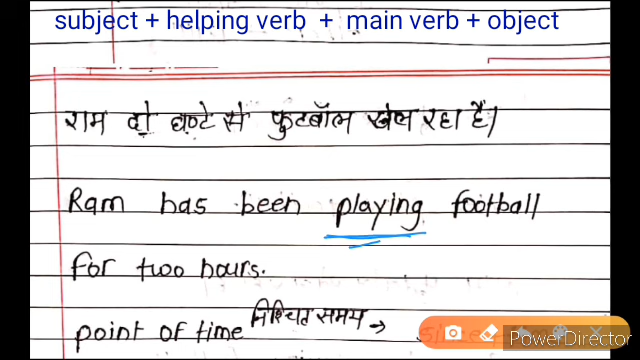 subject + helping verb + main verb + object
राम दो घण्टे से फुटबॉल खेल रहा है।
Ram has been playing football
for two hours.
point of time निश्चित समय → since
PowerDirector